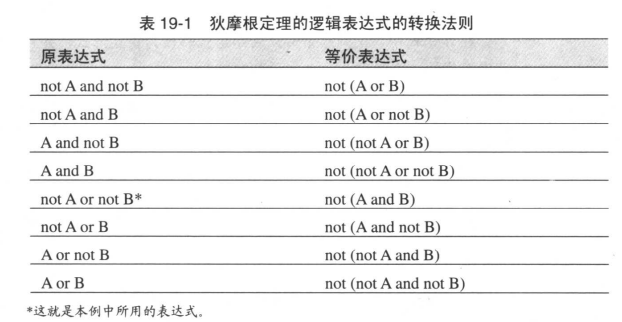 表 19-1 狄摩根定理的逻辑表达式的转换法则
原表达式 等价表达式
not A and not B not (A or B)
not A and B not (A or not B)
A and not B not (not A or B)
A and B not (not A or not B)
not A or not B* not (A and B)
not A or B not (A and not B)
A or not B not (not A and B)
A or B not (not A and not B)
*这就是本例中所用的表达式。